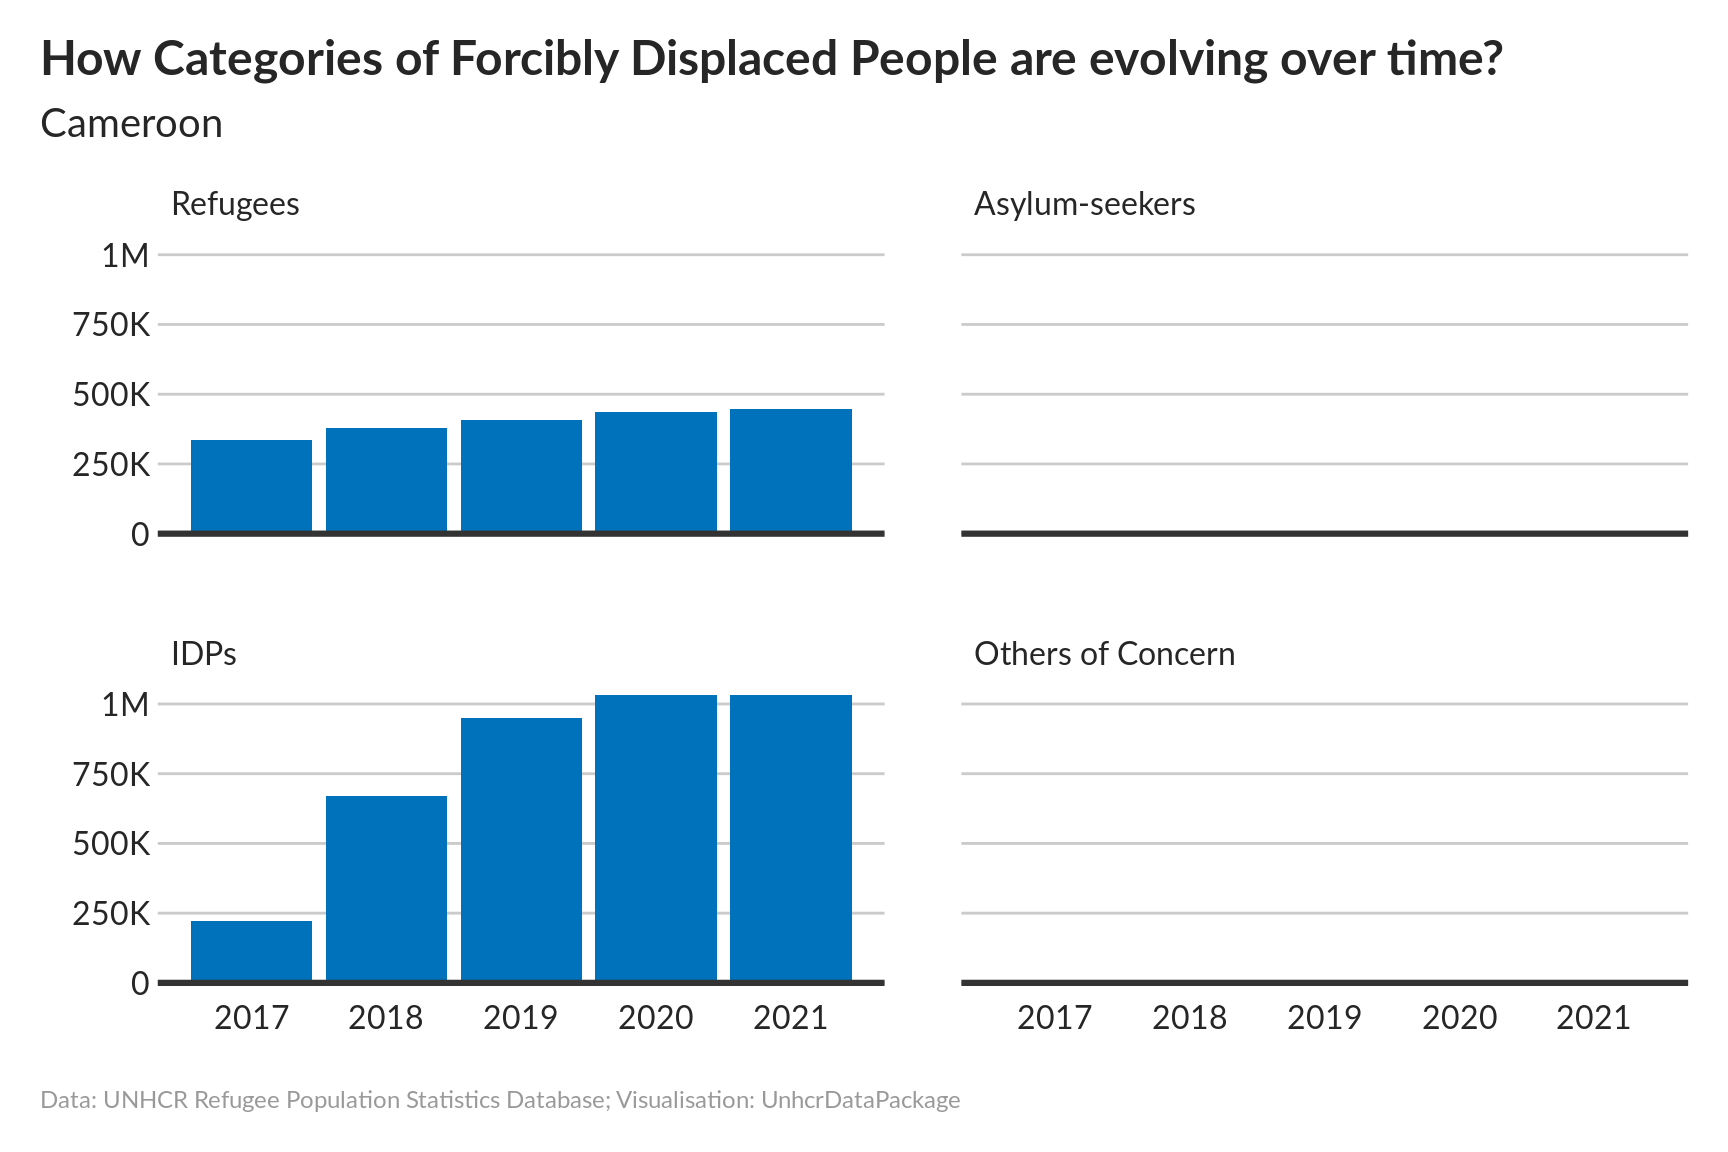 How Categories of Forcibly Displaced People are evolving over time?
Cameroon
Refugees
1M
750K
500K
250K
0
Asylum-seekers
IDPs
1M
750K
500K
250K
0
2017 2018 2019 2020 2021
Others of Concern
2017 2018 2019 2020 2021
Data: UNHCR Refugee Population Statistics Database; Visualisation: UnhcrDataPackage